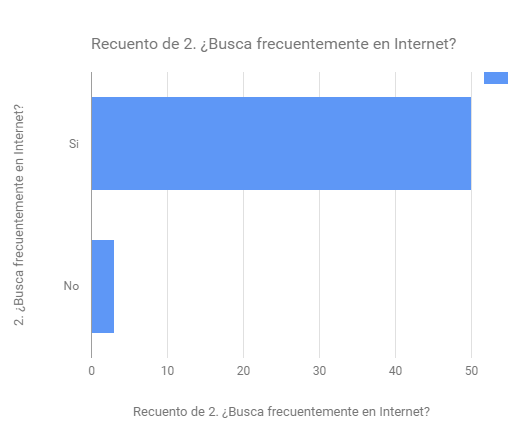 Recuento de 2. ¿Busca frecuentemente en Internet?
2. ¿Busca frecuentemente en Internet?
Sí
No
0 10 20 30 40 50
Recuento de 2. ¿Busca frecuentemente en Internet?